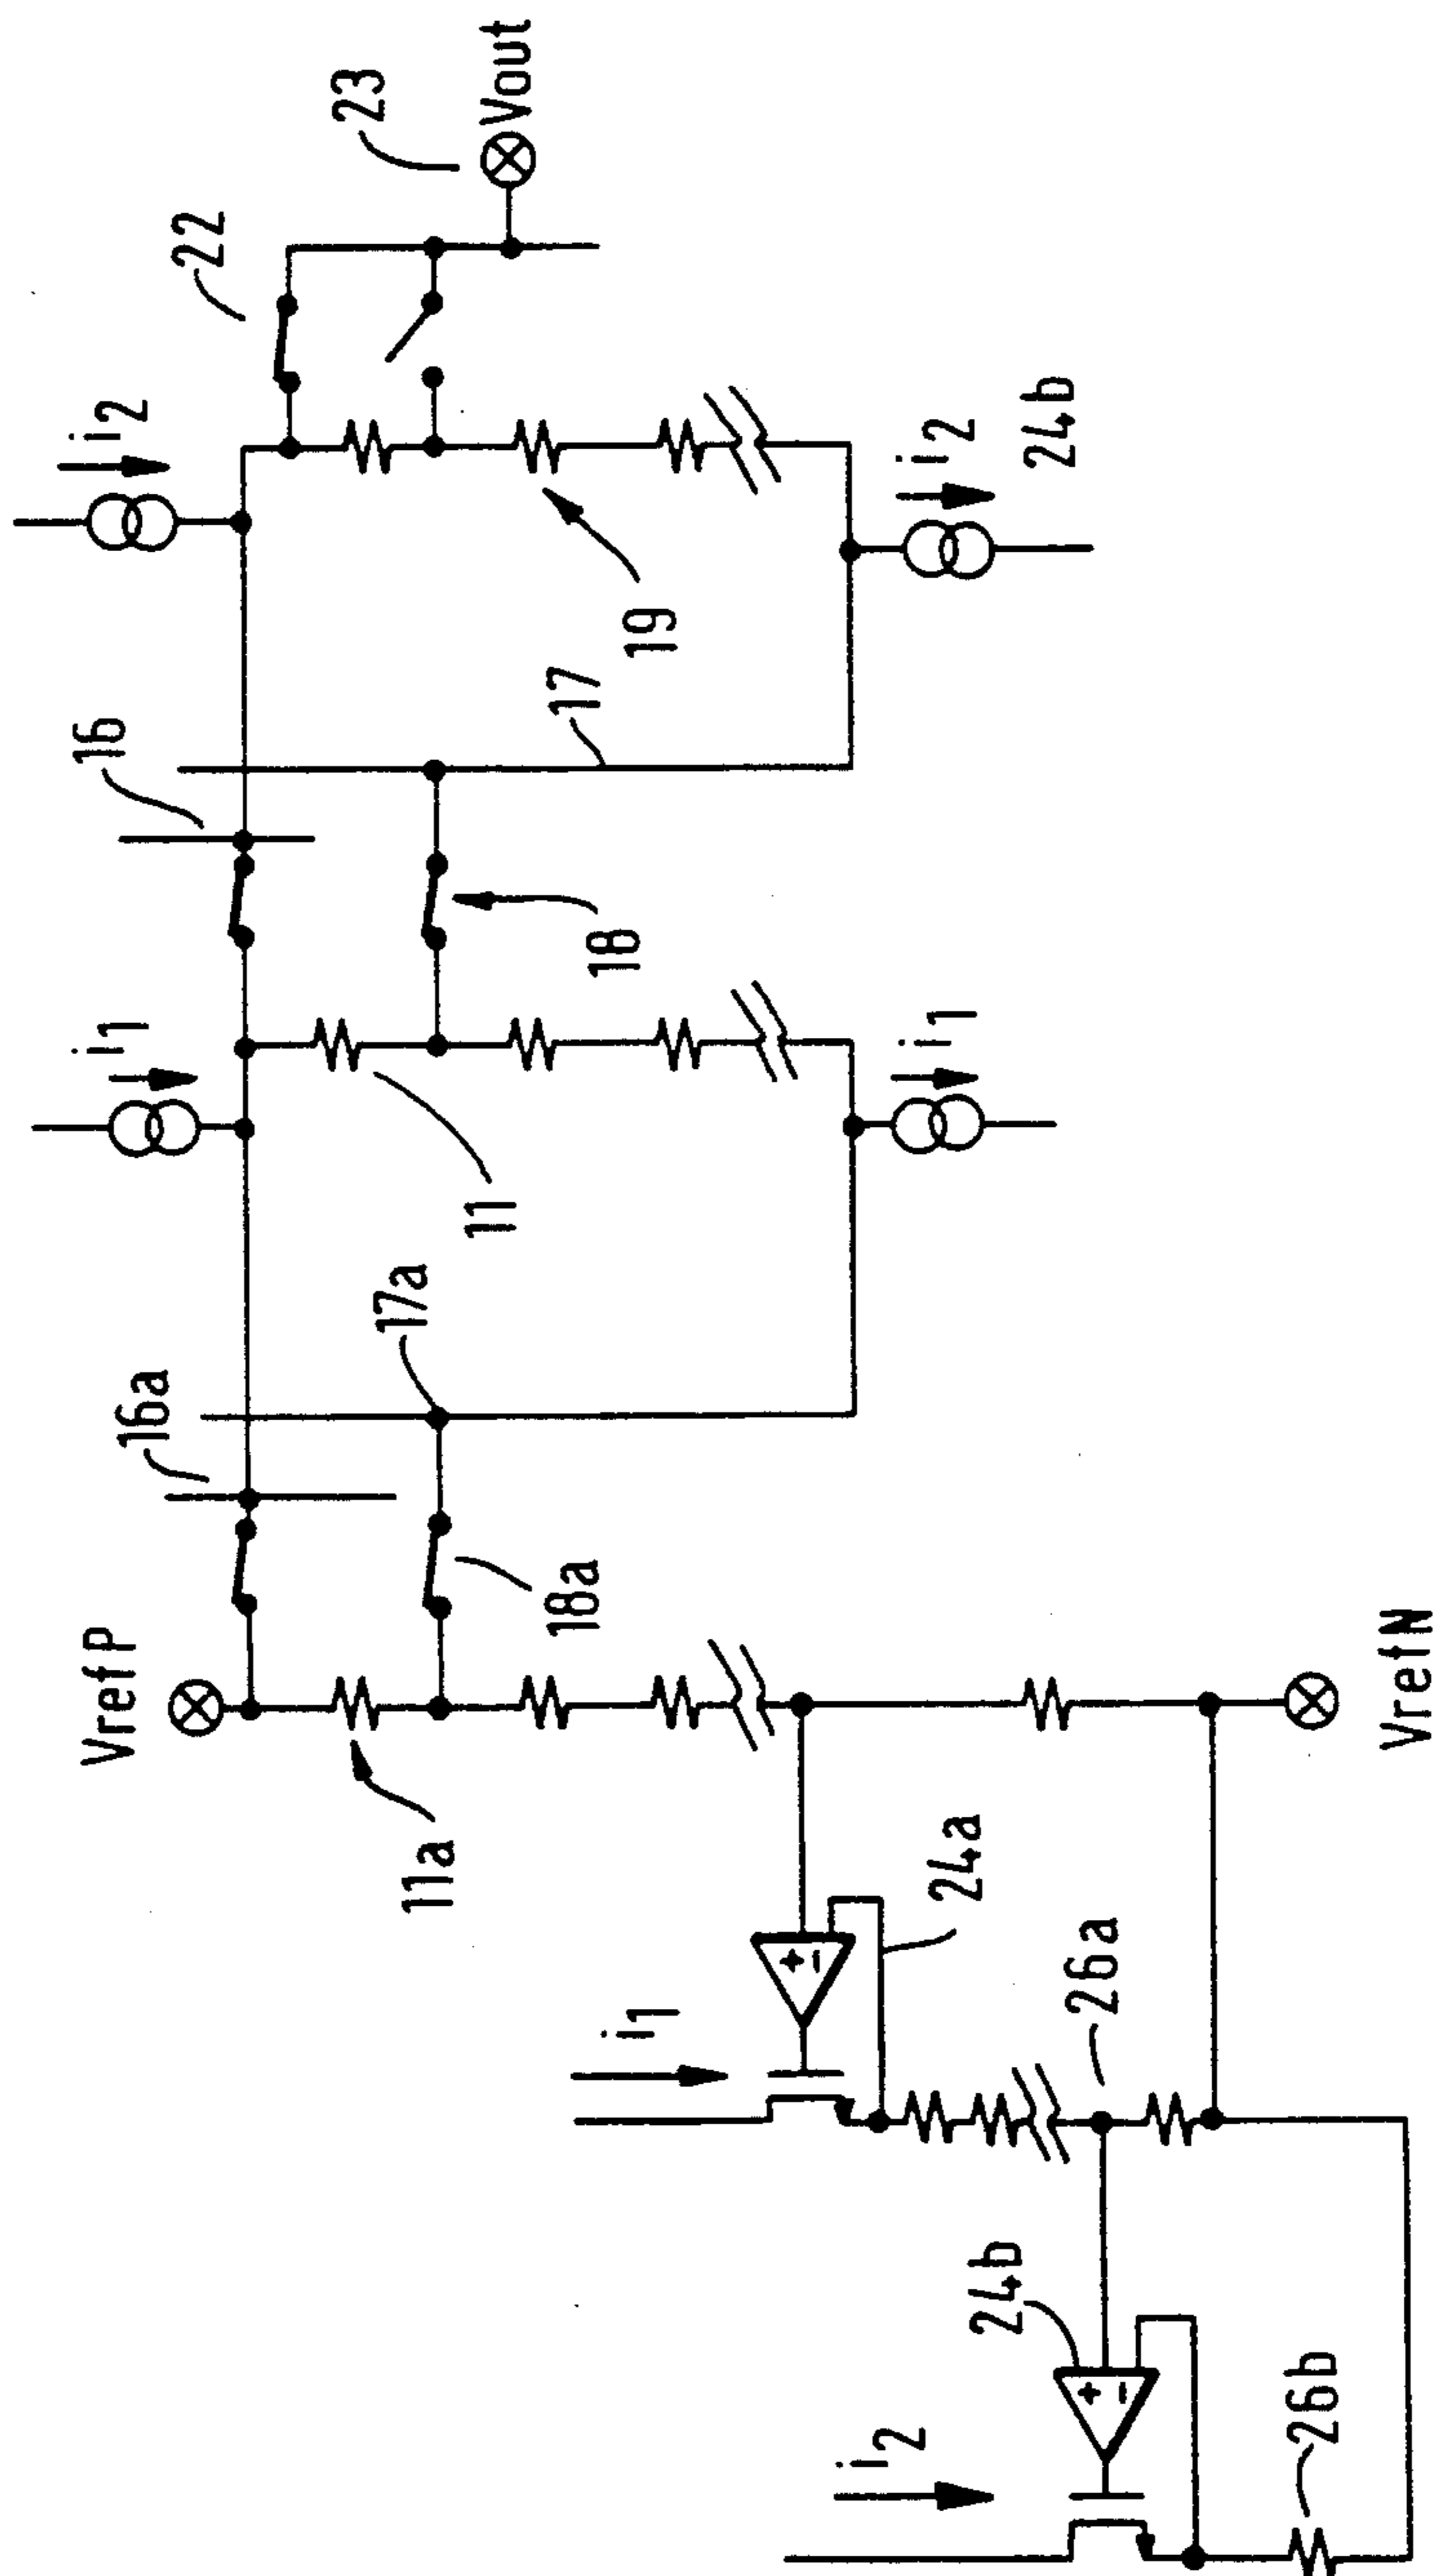 23
Vout
22
i2
i2
24b
19
17
16
18
i1
i1
11
17a
16a
18a
VrefP
VrefN
11a
24a
26a
i1
+
-
24b
+
-
26b
i2